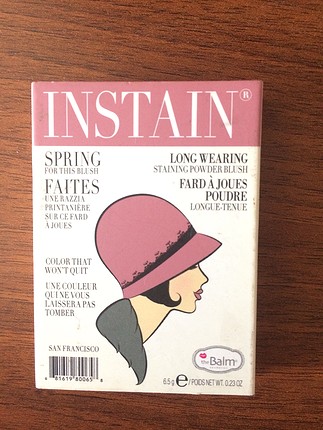 INSTAIN®
SPRING
FOR THIS BLUSH
FAITES
UNE RAZZIA
PRINTANIÈRE
SUR CE FARD
A JOUES
LONG WEARING
STAINING POWDER BLUSH
FARD À JOUES
POUDRE
LONGUE-TENUE
COLOR THAT
WON'T QUIT
UNE COULEUR
QUI NE VOUS
LAISSERA PAS
TOMBER
SAN FRANCISCO
6.5 g e / POIDS NET WT. 0.23 OZ.
theBalm®